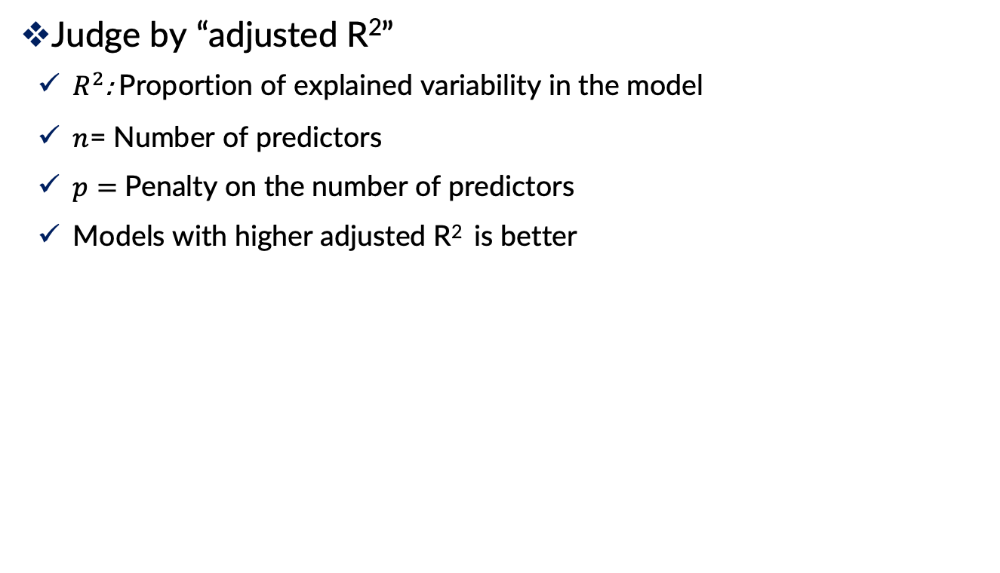 ❖Judge by “adjusted R²”
✓ R²:Proportion of explained variability in the model
✓ n= Number of predictors
✓ p = Penalty on the number of predictors
✓ Models with higher adjusted R² is better